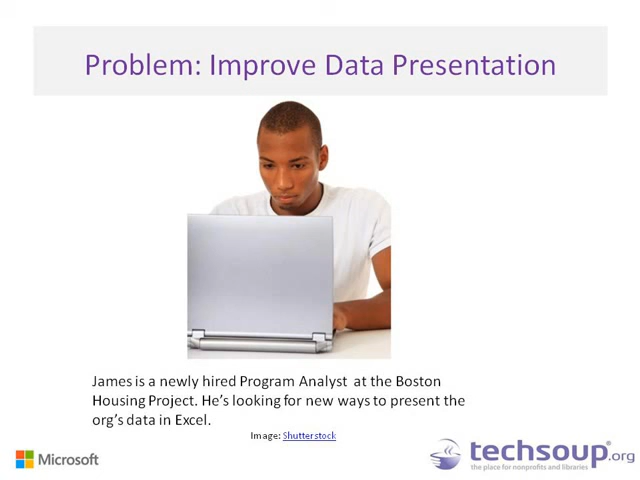 Problem: Improve Data Presentation
James is a newly hired Program Analyst at the Boston
Housing Project. He's looking for new ways to present the
org's data in Excel.
Image: Shutterstock
Microsoft
techsoup.org
the place for nonprofits and libraries